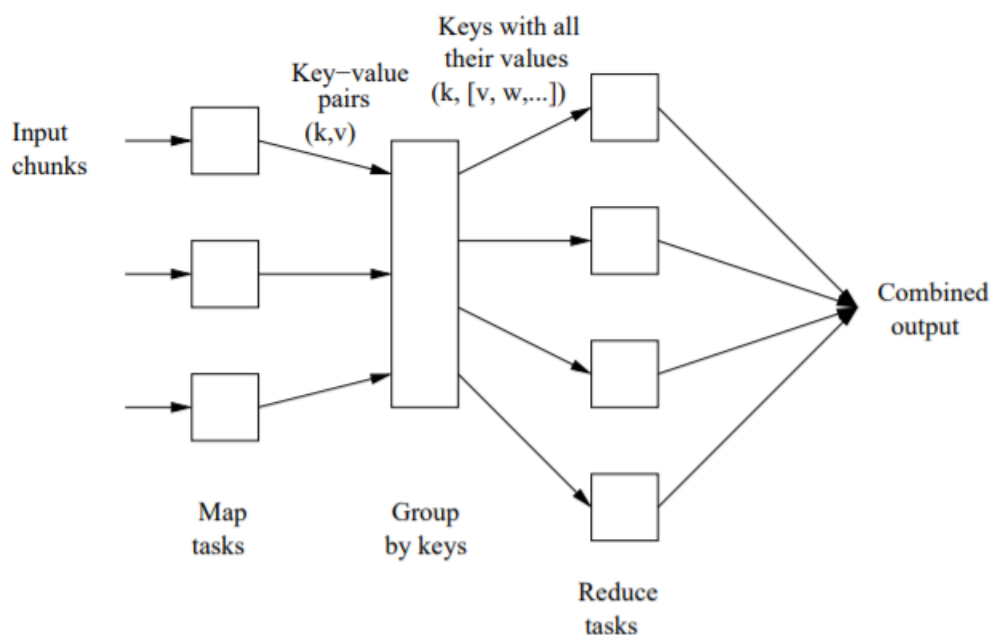 Input
chunks
Key−value
pairs
(k,v)
Keys with all
their values
(k, [v, w,...])
Combined
output
Map
tasks
Group
by keys
Reduce
tasks